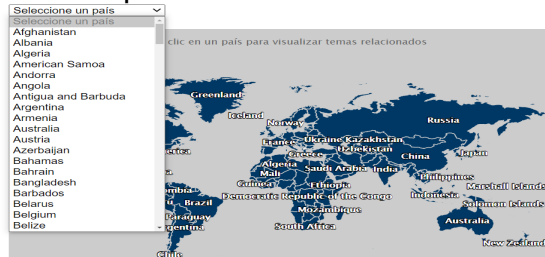 Seleccione un país
Seleccione un país
Afghanistan
Albania
Algeria
American Samoa
Andorra
Angola
Antigua and Barbuda
Argentina
Armenia
Australia
Austria
Azerbaijan
Bahamas
Bahrain
Bangladesh
Barbados
Belarus
Belgium
Belize
clic en un país para visualizar temas relacionados
Greenland
Iceland
Norway
Russia
France
Ukraine
Kazakhstan
Greece
Uzbekistan
China
Japan
Algeria
Saudi Arabia
India
Mali
Philippines
Guinea
Ethiopia
Marshall Islands
Democratic Republic of the Congo
Indonesia
Solomon Islands
Brazil
Mozambique
Paraguay
Australia
South Africa
New Zealand
Chile